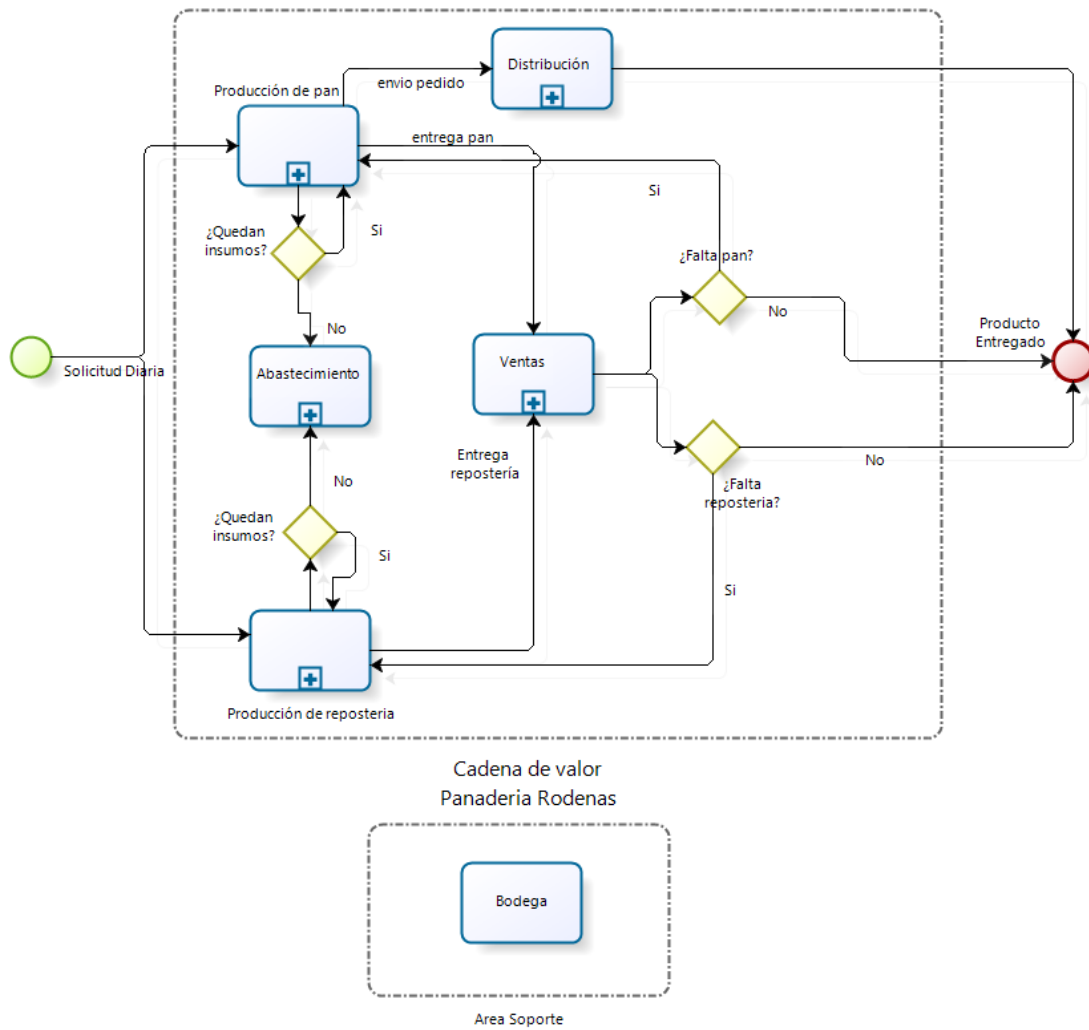 Distribución
envio pedido
Producción de pan
entrega pan
Si
¿Quedan
insumos?
Si
¿Falta pan?
No
No
Producto
Entregado
Solicitud Diaria
Abastecimiento
Ventas
Entrega
repostería
No
¿Falta
reposteria?
No
¿Quedan
insumos?
Si
Si
Producción de reposteria
Cadena de valor
Panaderia Rodenas
Bodega
Area Soporte